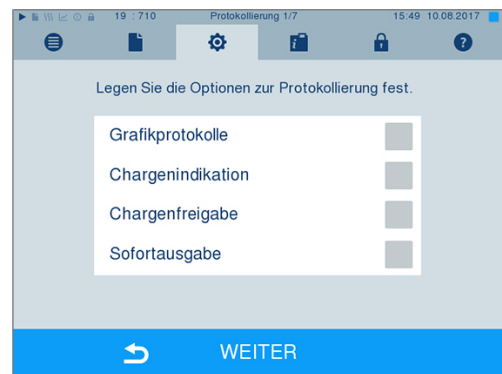 19 : 710 Protokollierung 1/7 15:49 10.08.2017
Legen Sie die Optionen zur Protokollierung fest.
Grafikprotokolle
Chargenindikation
Chargenfreigabe
Sofortausgabe
WEITER